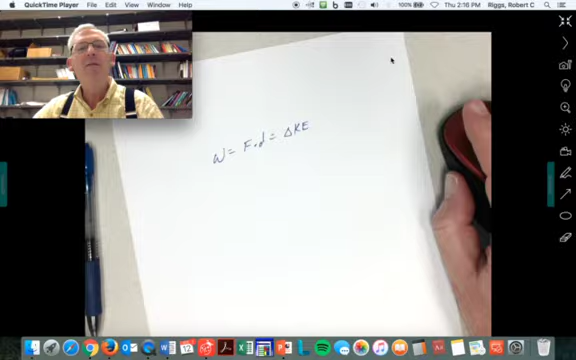 QuickTime Player File Edit View Window Help 100% Thu 2:16 PM Riggs, Robert C
W = F·d = ΔKE